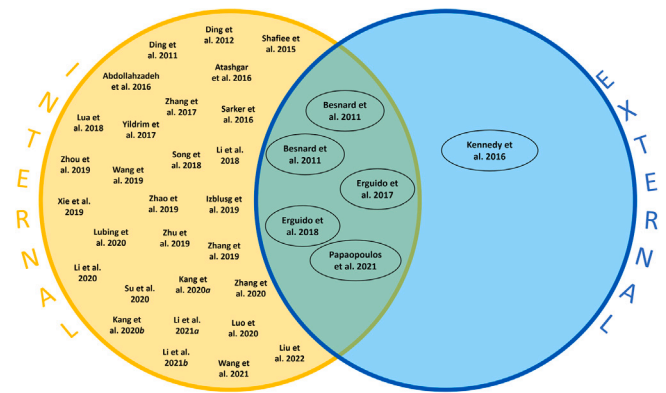 INTERNAL
EXTERNAL
Ding et
al. 2012
Ding et
al. 2011
Shafiee et
al. 2015
Abdollahzadeh
et al. 2016
Atashgar
et al. 2016
Zhang et
al. 2017
Sarker et
al. 2016
Lua et
al. 2018
Yildrim et
al. 2017
Song et
al. 2018
Li et al.
2018
Zhou et
al. 2019
Wang et
al. 2019
Xie et al.
2019
Zhao et
al. 2019
Izblusg et
al. 2019
Lubing et
al. 2020
Zhu et
al. 2019
Zhang et
al. 2019
Li et al.
2020
Su et al.
2020
Kang et
al. 2020a
Zhang et
al. 2020
Kang et
al. 2020b
Li et al.
2021a
Luo et
al. 2020
Li et al.
2021b
Wang et
al. 2021
Liu et
al. 2022
Besnard et
al. 2011
Besnard et
al. 2011
Erguido et
al. 2017
Erguido et
al. 2018
Papaopoulos
et al. 2021
Kennedy et
al. 2016